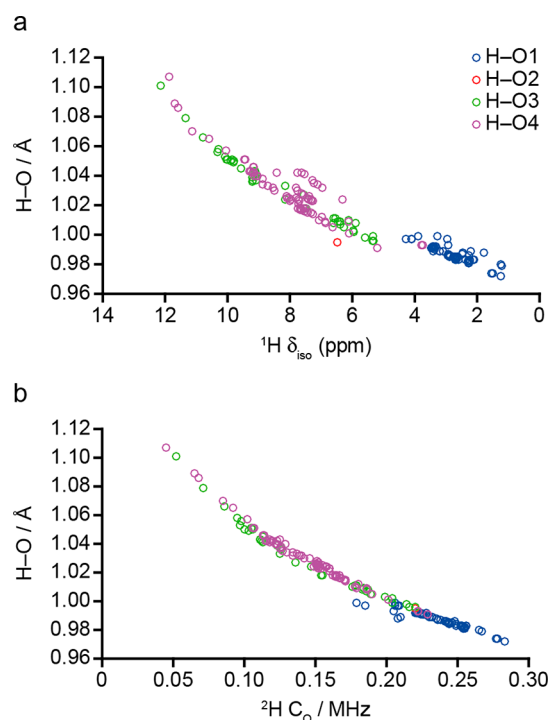 a
H–O1
H–O2
H–O3
H–O4
H–O / Å
1.12
1.10
1.08
1.06
1.04
1.02
1.00
0.98
0.96
14 12 10 8 6 4 2 0
¹H δiso (ppm)
b
H–O / Å
1.12
1.10
1.08
1.06
1.04
1.02
1.00
0.98
0.96
0 0.05 0.10 0.15 0.20 0.25 0.30
²H CQ / MHz